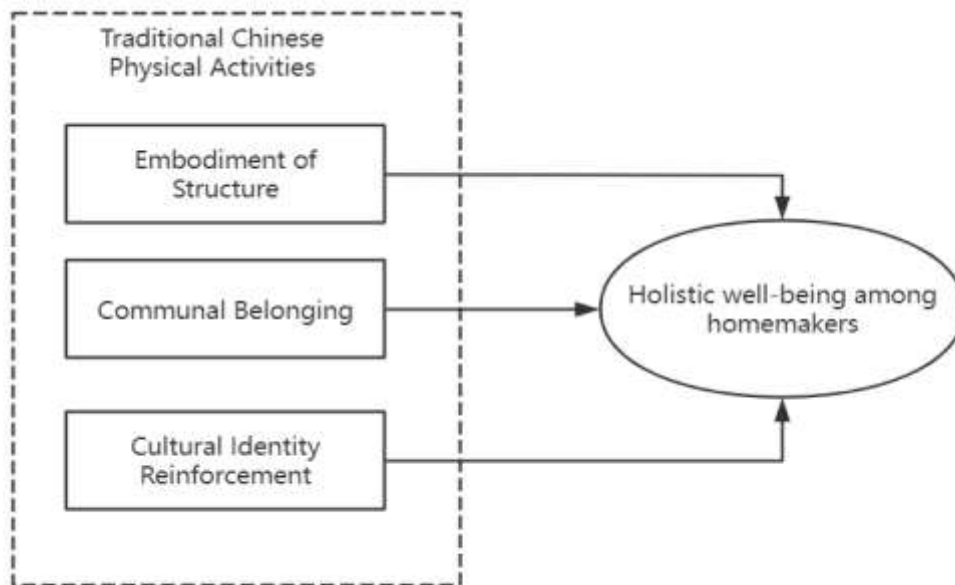 Traditional Chinese
Physical Activities
Embodiment of
Structure
Communal Belonging
Cultural Identity
Reinforcement
Holistic well-being among
homemakers